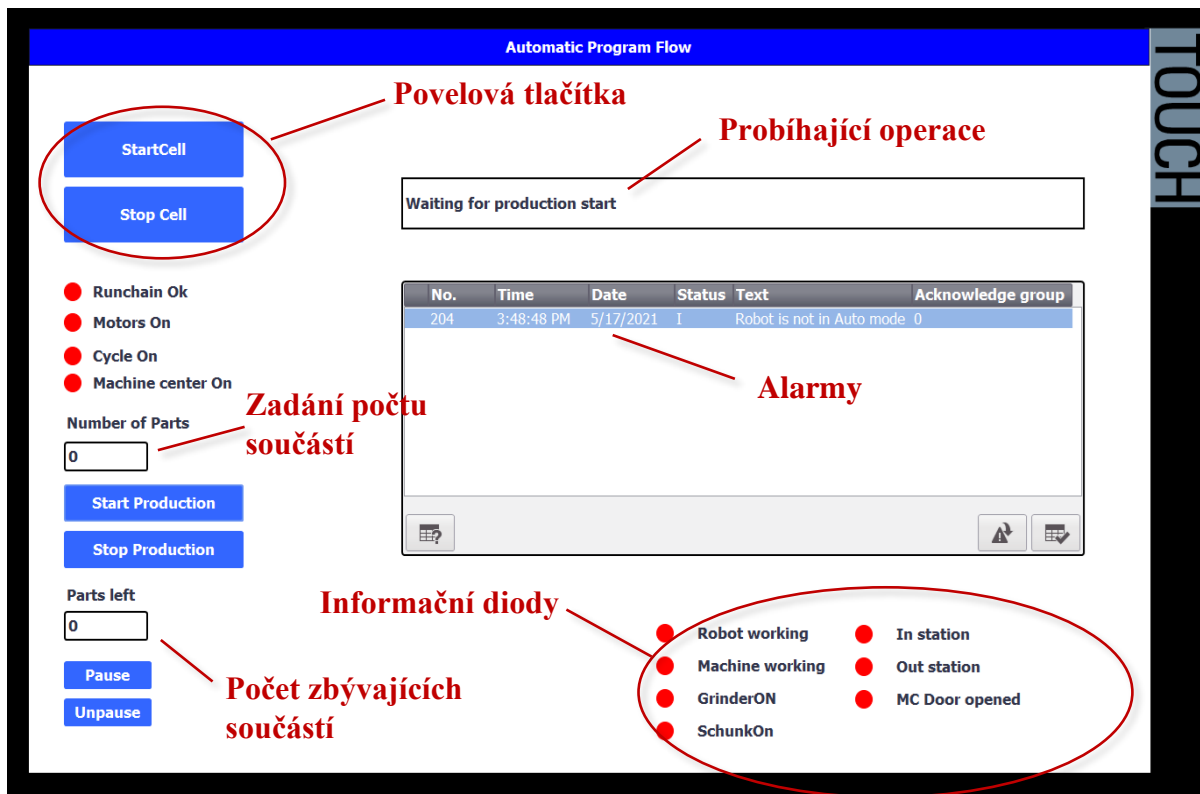 Automatic Program Flow
TOUCH
Povelová tlačítka
Probíhající operace
StartCell
Stop Cell
Waiting for production start
Runchain Ok
Motors On
Cycle On
Machine center On
No. Time Date Status Text Acknowledge group
204 3:48:48 PM 5/17/2021 I Robot is not in Auto mode 0
Alarmy
Zadání počtu
součástí
Number of Parts
0
Start Production
Stop Production
Parts left
0
Pause
Unpause
Počet zbývajících
součástí
Informační diody
Robot working
Machine working
GrinderON
SchunkOn
In station
Out station
MC Door opened